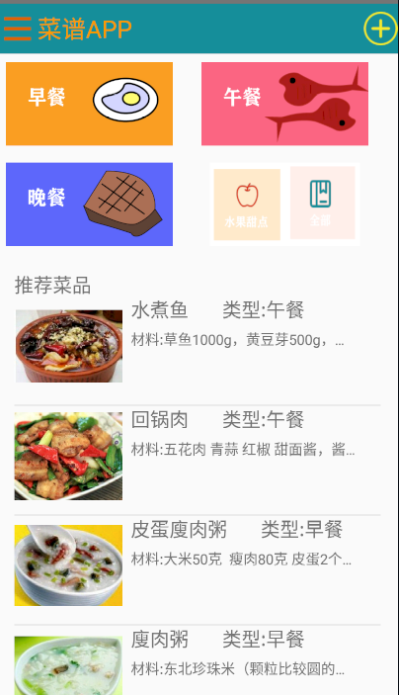 菜谱APP
早餐
午餐
晚餐
水果甜点
全部
推荐菜品
水煮鱼 类型:午餐
材料:草鱼1000g，黄豆芽500g，...
回锅肉 类型:午餐
材料:五花肉 青蒜 红椒 甜面酱，酱...
皮蛋廋肉粥 类型:早餐
材料:大米50克 瘦肉80克 皮蛋2个...
廋肉粥 类型:早餐
材料:东北珍珠米（颗粒比较圆的...